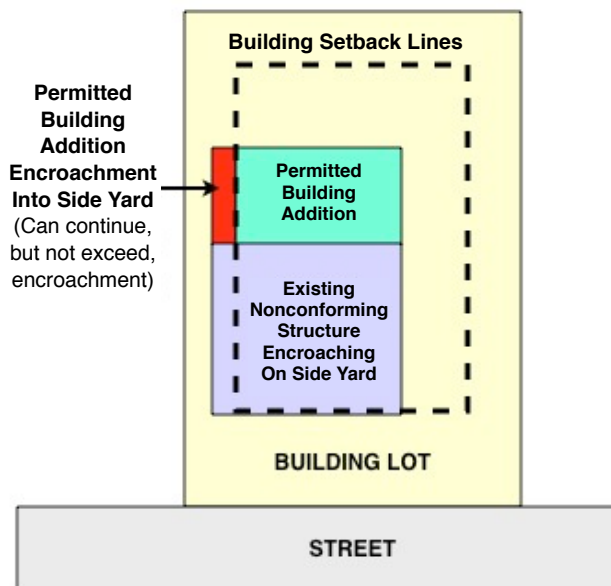 Building Setback Lines
Permitted
Building
Addition
Encroachment
Into Side Yard
(Can continue,
but not exceed,
encroachment)
Permitted
Building
Addition
Existing
Nonconforming
Structure
Encroaching
On Side Yard
BUILDING LOT
STREET